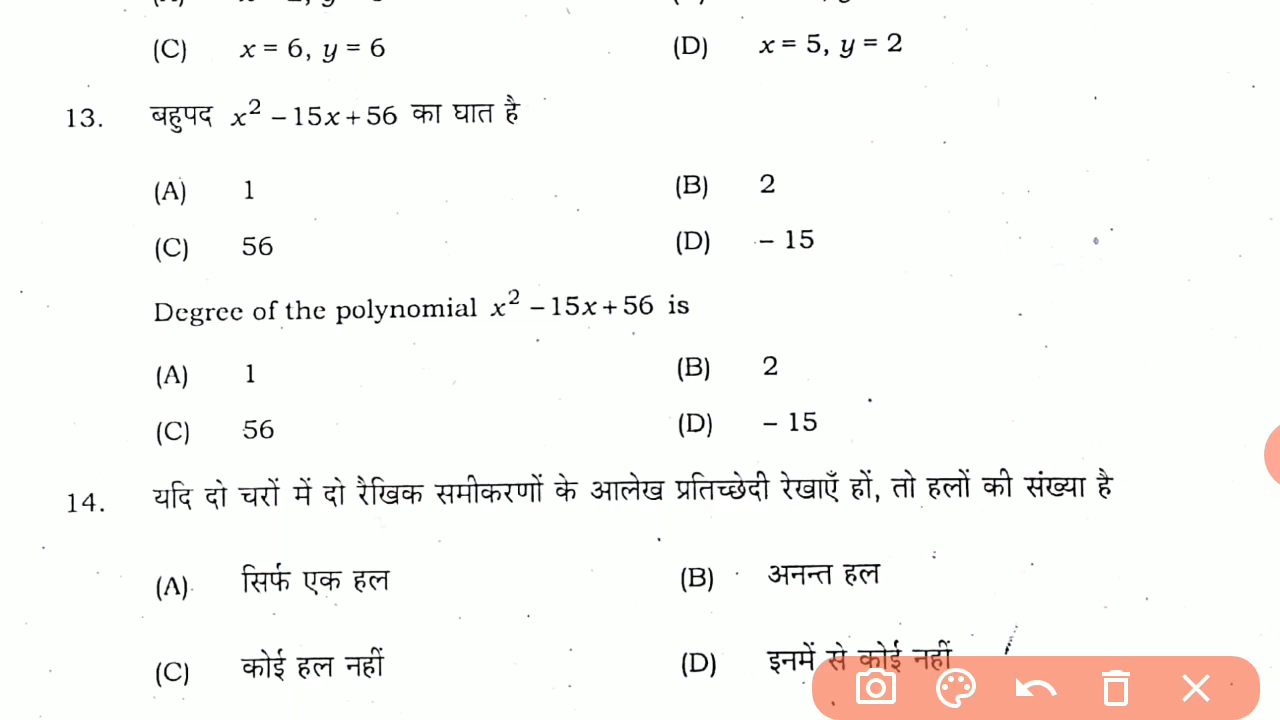 (C) x = 6, y = 6 (D) x = 5, y = 2
13. बहुपद x² – 15x + 56 का घात है
(A) 1 (B) 2
(C) 56 (D) – 15
Degree of the polynomial x² – 15x + 56 is
(A) 1 (B) 2
(C) 56 (D) – 15
14. यदि दो चरों में दो रैखिक समीकरणों के आलेख प्रतिच्छेदी रेखाएँ हों, तो हलों की संख्या है
(A) सिर्फ एक हल (B) अनन्त हल
(C) कोई हल नहीं (D) इनमें से कोई नहीं